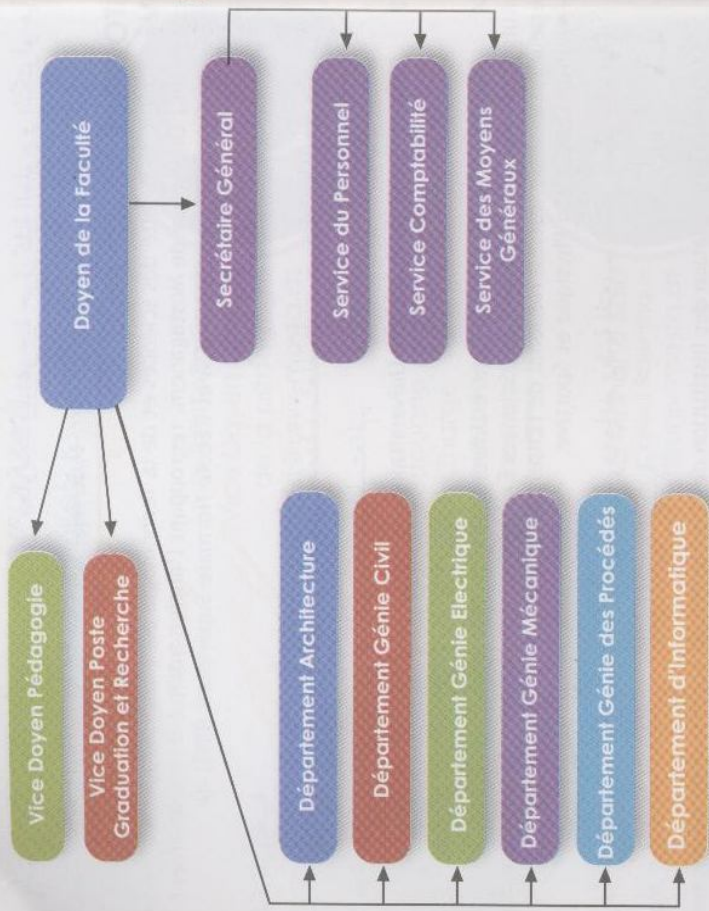 Doyen de la Faculté
Vice Doyen Pédagogie
Vice Doyen Poste
Graduation et Recherche
Secrétaire Général
Service du Personnel
Service Comptabilité
Service des Moyens
Généraux
Département Architecture
Département Génie Civil
Département Génie Electrique
Département Génie Mécanique
Département Génie des Procédés
Département d'Informatique